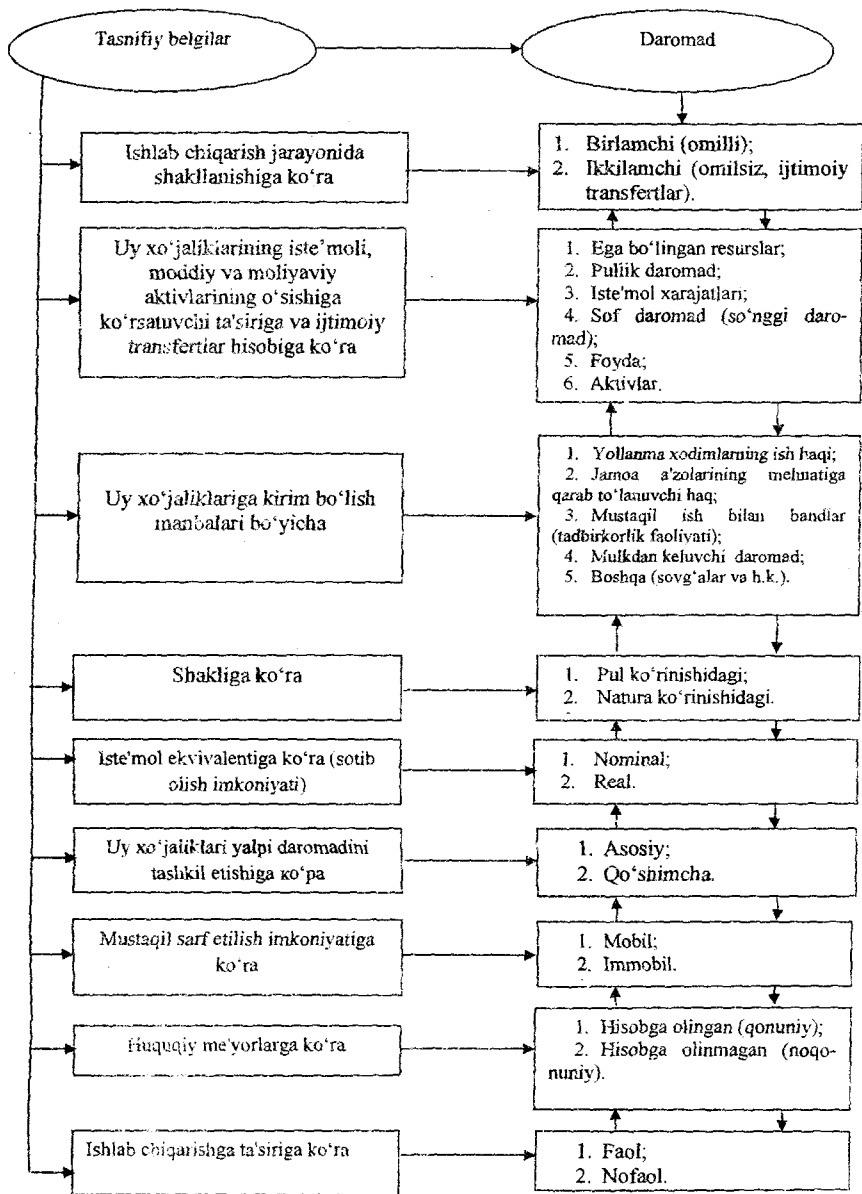 Tasnifiy belgilar
Daromad
Ishlab chiqarish jarayonida
shakllanishiga ko‘ra
1. Birlamchi (omilli);
2. Ikkilamchi (omilsiz, ijtimoiy
transfertlar).
Uy xo‘jaliklarining iste’moli,
moddiy va moliyaviy
aktivlarining o‘sishiga
ko‘rsatuvchi ta'siriga va ijtimoiy
transfertlar hisobiga ko‘ra
1. Ega bo‘lingan resurslar;
2. Pullik daromad;
3. Iste'mol xarajatlari;
4. Sof daromad (so‘nggi daro-
mad);
5. Foyda;
6. Aktivlar.
Uy xo‘jaliklariga kirim bo‘lish
manbalari bo‘yicha
1. Yollanma xodimlarning ish haqi;
2. Jamoa a'zolarining mehnatiga
qarab to‘lanuvchi haq;
3. Mustaqil ish bilan bandlar
(tadbirkorlik faoliyati);
4. Mulkdan keluvchi daromad;
5. Boshqa (sovg‘alar va h.k.).
Shakliga ko‘ra
1. Pul ko‘rinishidagi;
2. Natura ko‘rinishidagi.
Iste'mol ekvivalentiga ko‘ra (sotib
olish imkoniyati)
1. Nominal;
2. Real.
Uy xo‘jaliklari yalpi daromadini
tashkil etishiga ко‘ра
1. Asosiy;
2. Qo‘shimcha.
Mustaqil sarf etilish imkoniyatiga
ko‘ra
1. Mobil;
2. Immobil.
Huquqiy me'yorlarga ko‘ra
1. Hisobga olingan (qonuniy);
2. Hisobga olinmagan (noqo-
nuniy).
Ishlab chiqarishga ta'siriga ko‘ra
1. Faol;
2. Nofaol.